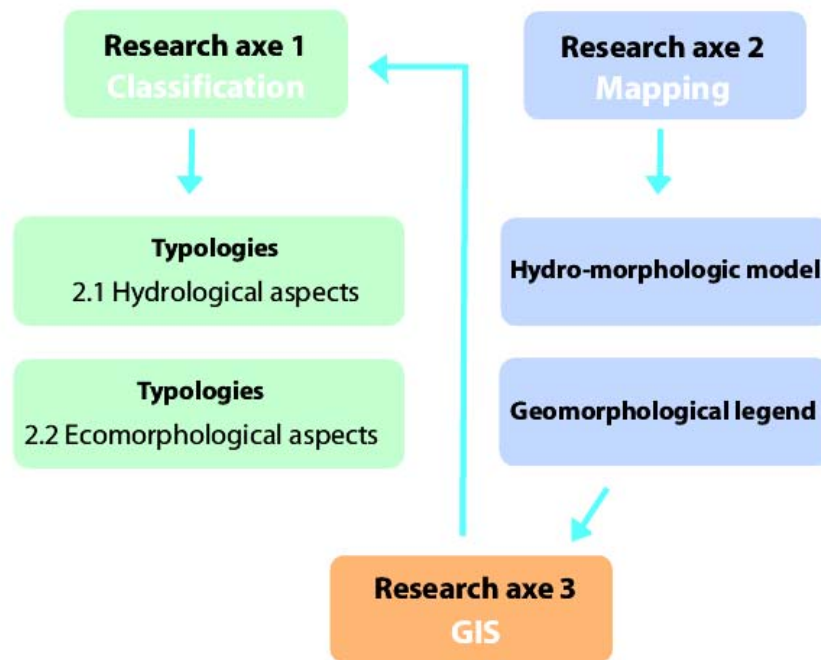 Research axe 1
Classification
Research axe 2
Mapping
Typologies
2.1 Hydrological aspects
Typologies
2.2 Ecomorphological aspects
Hydro-morphologic model
Geomorphological legend
Research axe 3
GIS